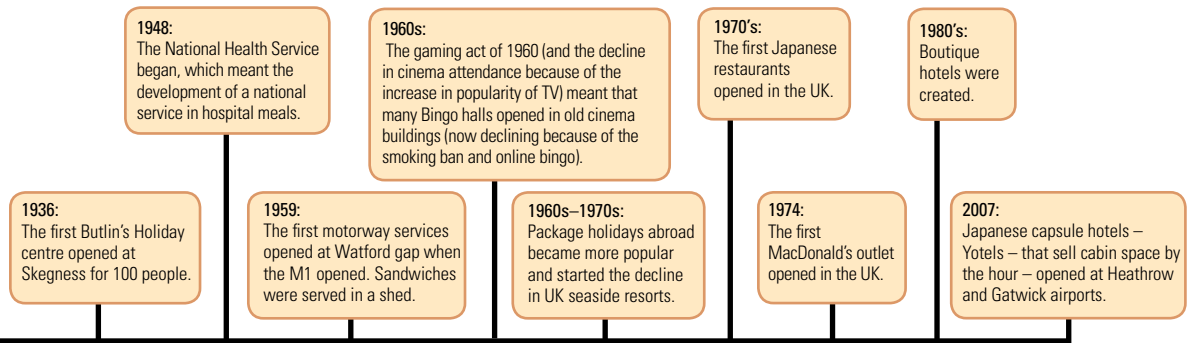 1948:
The National Health Service
began, which meant the
development of a national
service in hospital meals.
1960s:
The gaming act of 1960 (and the decline
in cinema attendance because of the
increase in popularity of TV) meant that
many Bingo halls opened in old cinema
buildings (now declining because of the
smoking ban and online bingo).
1970's:
The first Japanese
restaurants
opened in the UK.
1980's:
Boutique
hotels were
created.
1936:
The first Butlin's Holiday
centre opened at
Skegness for 100 people.
1959:
The first motorway services
opened at Watford gap when
the M1 opened. Sandwiches
were served in a shed.
1960s–1970s:
Package holidays abroad
became more popular
and started the decline
in UK seaside resorts.
1974:
The first
MacDonald's outlet
opened in the UK.
2007:
Japanese capsule hotels –
Yotels – that sell cabin space by
the hour – opened at Heathrow
and Gatwick airports.